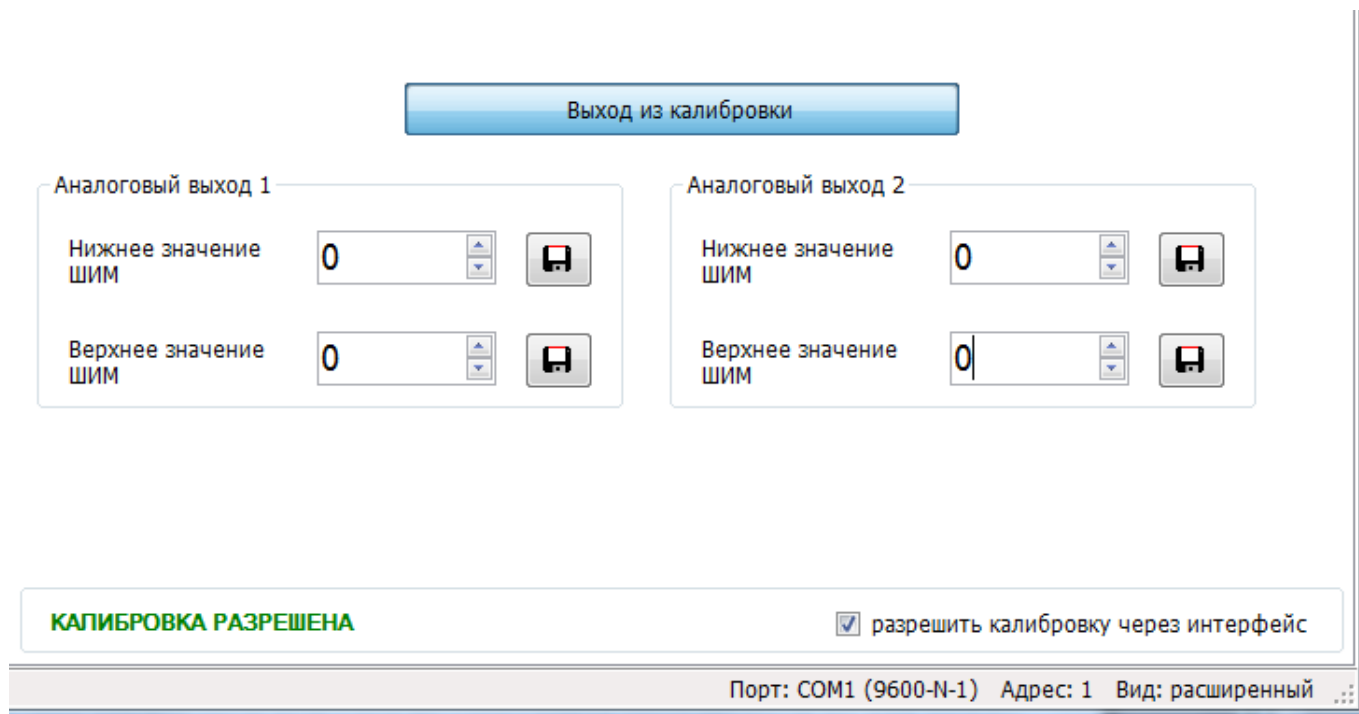 Выход из калибровки
Аналоговый выход 1
Нижнее значение
ШИМ
0
Верхнее значение
ШИМ
0
Аналоговый выход 2
Нижнее значение
ШИМ
0
Верхнее значение
ШИМ
0
КАЛИБРОВКА РАЗРЕШЕНА
разрешить калибровку через интерфейс
Порт: COM1 (9600-N-1) Адрес: 1 Вид: расширенный